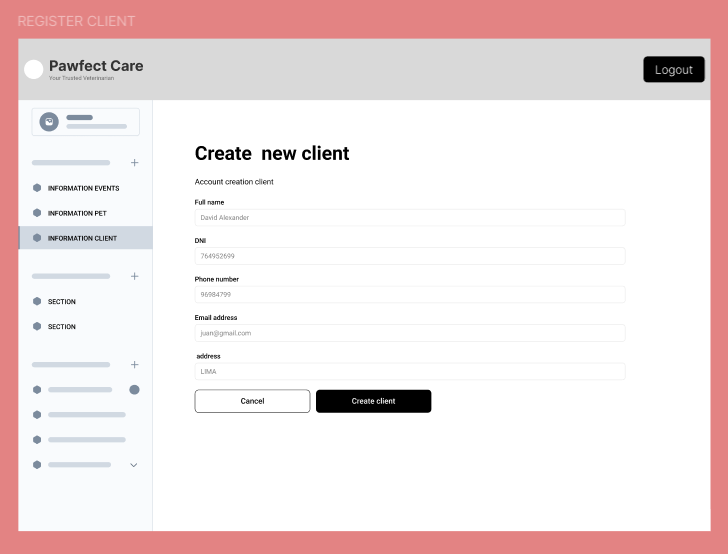 REGISTER CLIENT
Pawfect Care
Your Trusted Veterinarian
Logout
INFORMATION EVENTS
INFORMATION PET
INFORMATION CLIENT
SECTION
SECTION
Create new client
Account creation client
Full name
David Alexander
DNI
764952699
Phone number
96984799
Email address
juan@gmail.com
address
LIMA
Cancel
Create client